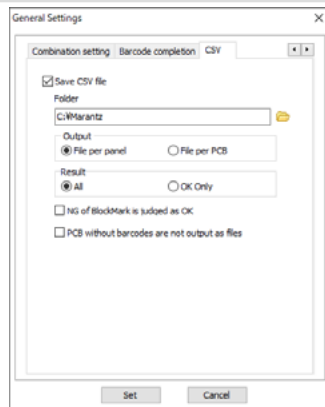 General Settings
Combination setting Barcode completion CSV
Save CSV file
Folder
C:¥Marantz
Output
File per panel File per PCB
Result
All OK Only
NG of BlockMark is judged as OK
PCB without barcodes are not output as files
Set Cancel